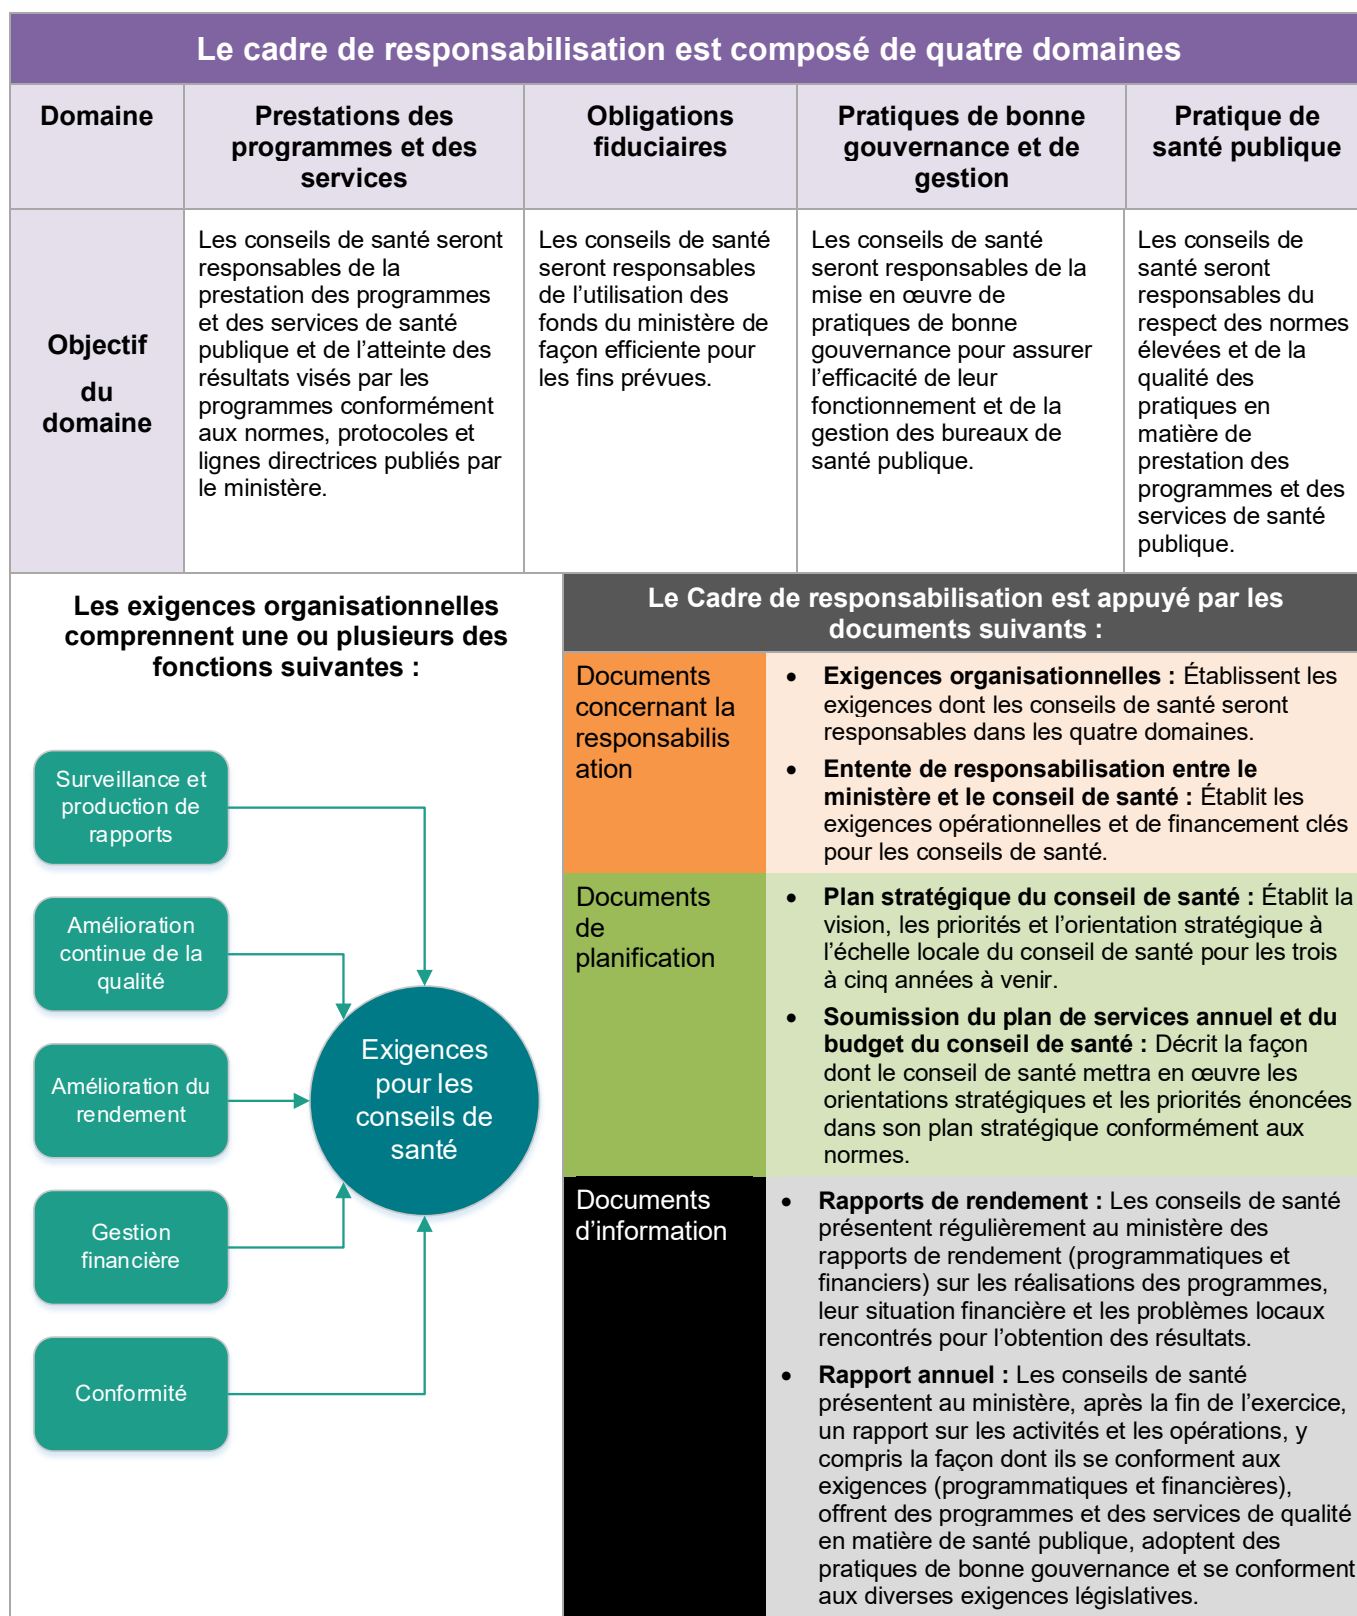 Le cadre de responsabilisation est composé de quatre domaines
Domaine
Prestations des
programmes et des
services
Obligations
fiduciaires
Pratiques de bonne
gouvernance et de
gestion
Pratique de
santé publique
Objectif
du
domaine
Les conseils de santé seront
responsables de la
prestation des programmes
et des services de santé
publique et de l’atteinte des
résultats visés par les
programmes conformément
aux normes, protocoles et
lignes directrices publiés par
le ministère.
Les conseils de santé
seront responsables
de l’utilisation des
fonds du ministère de
façon efficiente pour
les fins prévues.
Les conseils de santé
seront responsables de la
mise en œuvre de
pratiques de bonne
gouvernance pour assurer
l’efficacité de leur
fonctionnement et de la
gestion des bureaux de
santé publique.
Les conseils de
santé seront
responsables du
respect des normes
élevées et de la
qualité des
pratiques en
matière de
prestation des
programmes et des
services de santé
publique.
Les exigences organisationnelles
comprennent une ou plusieurs des
fonctions suivantes :
Surveillance et
production de
rapports
Amélioration
continue de la
qualité
Amélioration du
rendement
Gestion
financière
Conformité
Exigences
pour les
conseils de
santé
Le Cadre de responsabilisation est appuyé par les
documents suivants :
Documents
concernant la
responsabilis
ation
• Exigences organisationnelles : Établissent les
exigences dont les conseils de santé seront
responsables dans les quatre domaines.
• Entente de responsabilisation entre le
ministère et le conseil de santé : Établit les
exigences opérationnelles et de financement clés
pour les conseils de santé.
Documents
de
planification
• Plan stratégique du conseil de santé : Établit la
vision, les priorités et l’orientation stratégique à
l’échelle locale du conseil de santé pour les trois
à cinq années à venir.
• Soumission du plan de services annuel et du
budget du conseil de santé : Décrit la façon
dont le conseil de santé mettra en œuvre les
orientations stratégiques et les priorités énoncées
dans son plan stratégique conformément aux
normes.
Documents
d’information
• Rapports de rendement : Les conseils de santé
présentent régulièrement au ministère des
rapports de rendement (programmatiques et
financiers) sur les réalisations des programmes,
leur situation financière et les problèmes locaux
rencontrés pour l’obtention des résultats.
• Rapport annuel : Les conseils de santé
présentent au ministère, après la fin de l’exercice,
un rapport sur les activités et les opérations, y
compris la façon dont ils se conforment aux
exigences (programmatiques et financières),
offrent des programmes et des services de qualité
en matière de santé publique, adoptent des
pratiques de bonne gouvernance et se conforment
aux diverses exigences législatives.